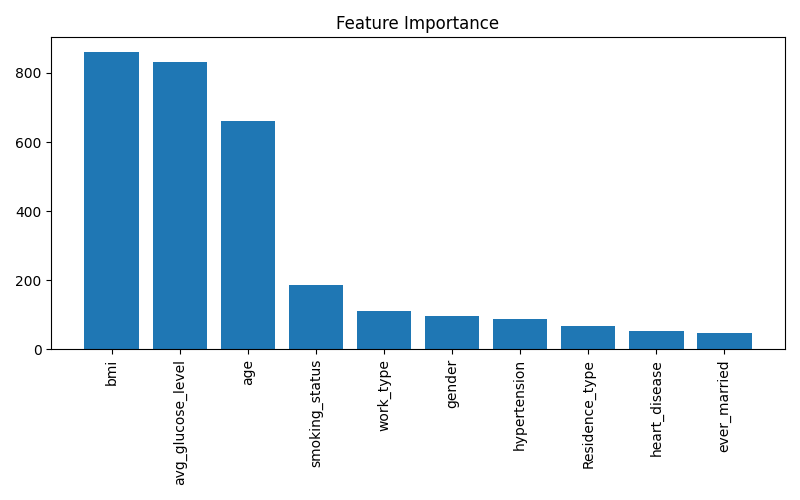 Feature Importance
800
600
400
200
0
bmi
avg_glucose_level
age
smoking_status
work_type
gender
hypertension
Residence_type
heart_disease
ever_married